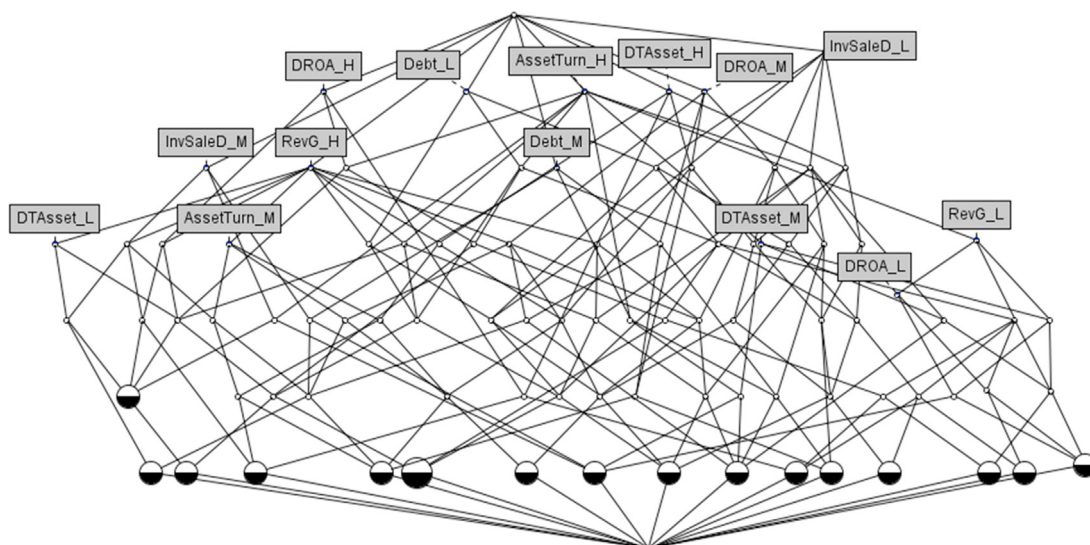 InvSaleD_L
DTAsset_H
AssetTurn_H
Debt_L
DROA_H
DROA_M
InvSaleD_M
RevG_H
Debt_M
DTAsset_L
AssetTurn_M
DTAsset_M
RevG_L
DROA_L